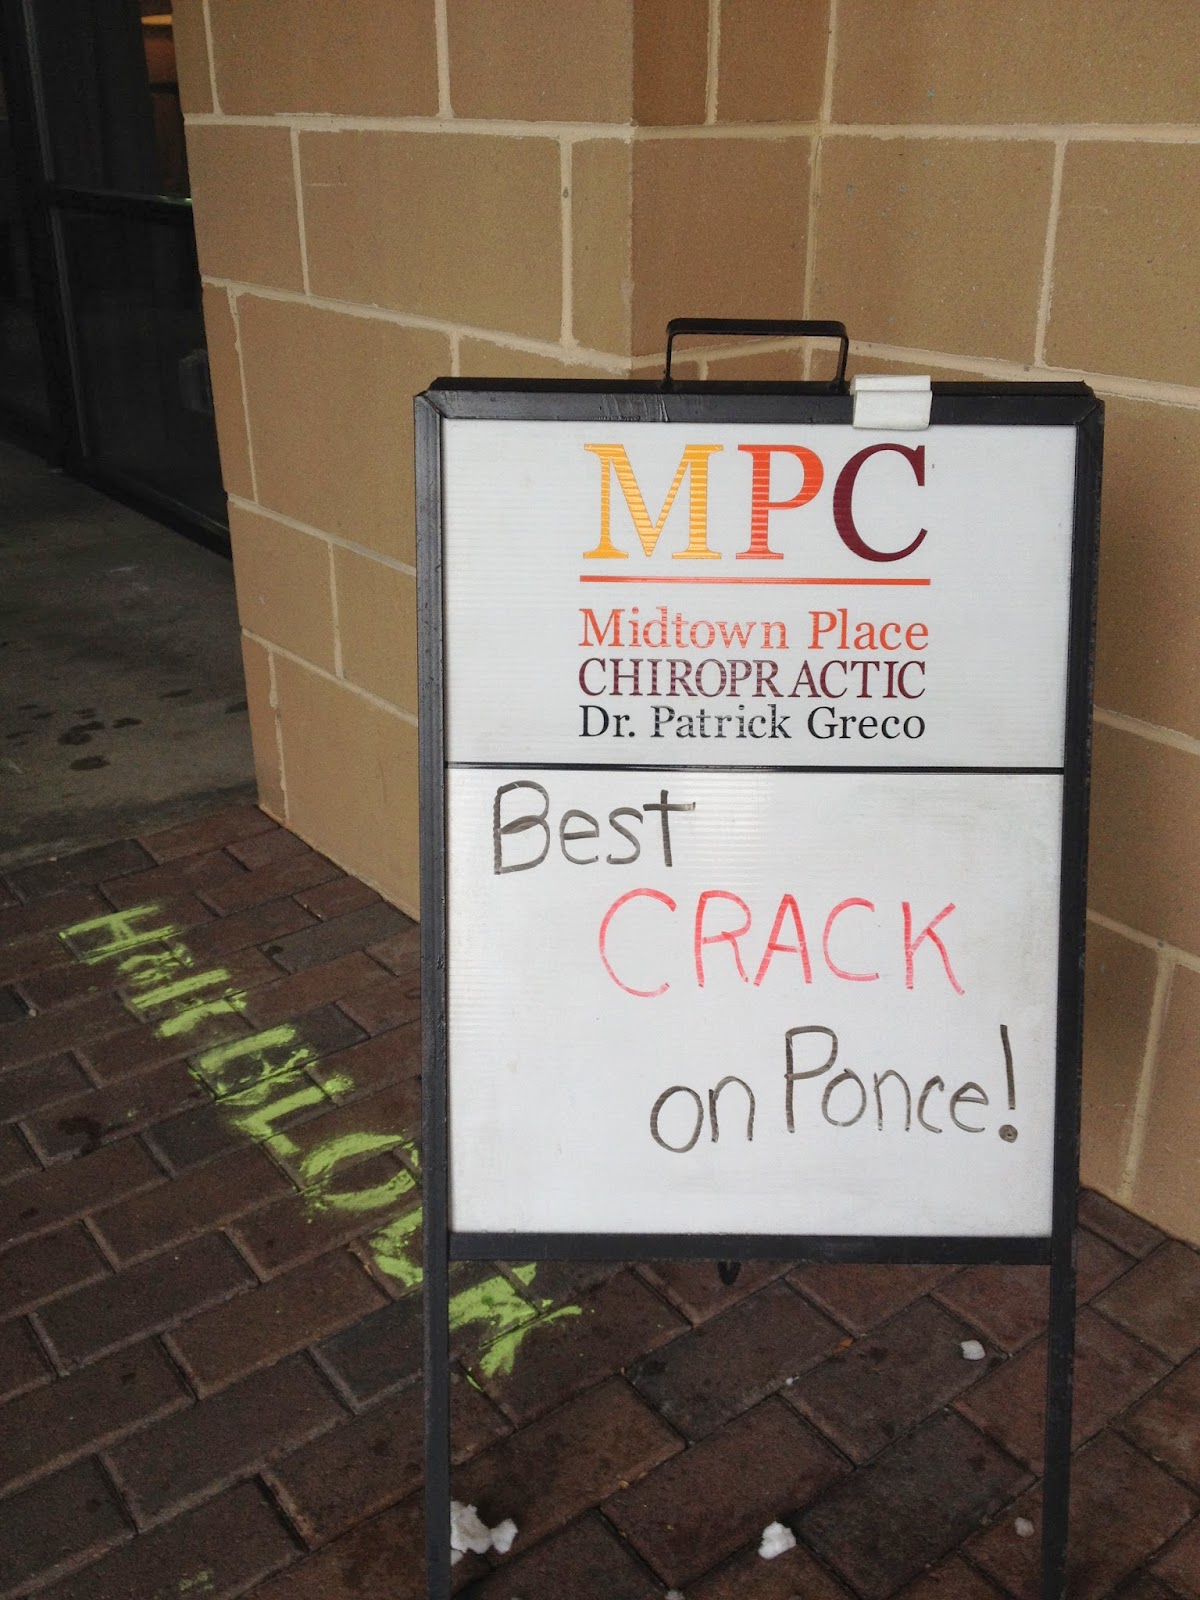 MPC
Midtown Place
CHIROPRACTIC
Dr. Patrick Greco
Best
CRACK
on Ponce!